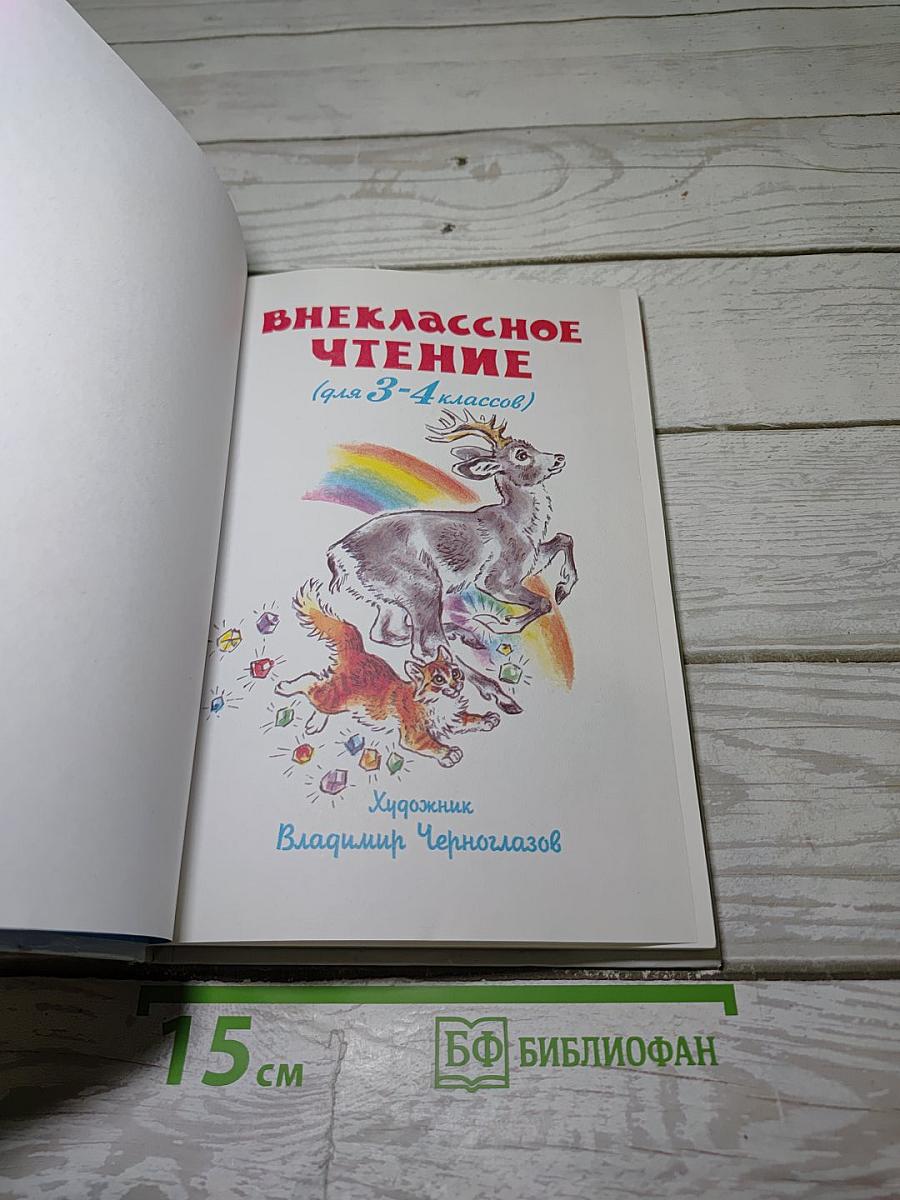 ВНЕКЛАССНОЕ
ЧТЕНИЕ
(для 3-4 классов)
Художник
Владимир Черноглазов
15 см
БФ БИБЛИОФАН